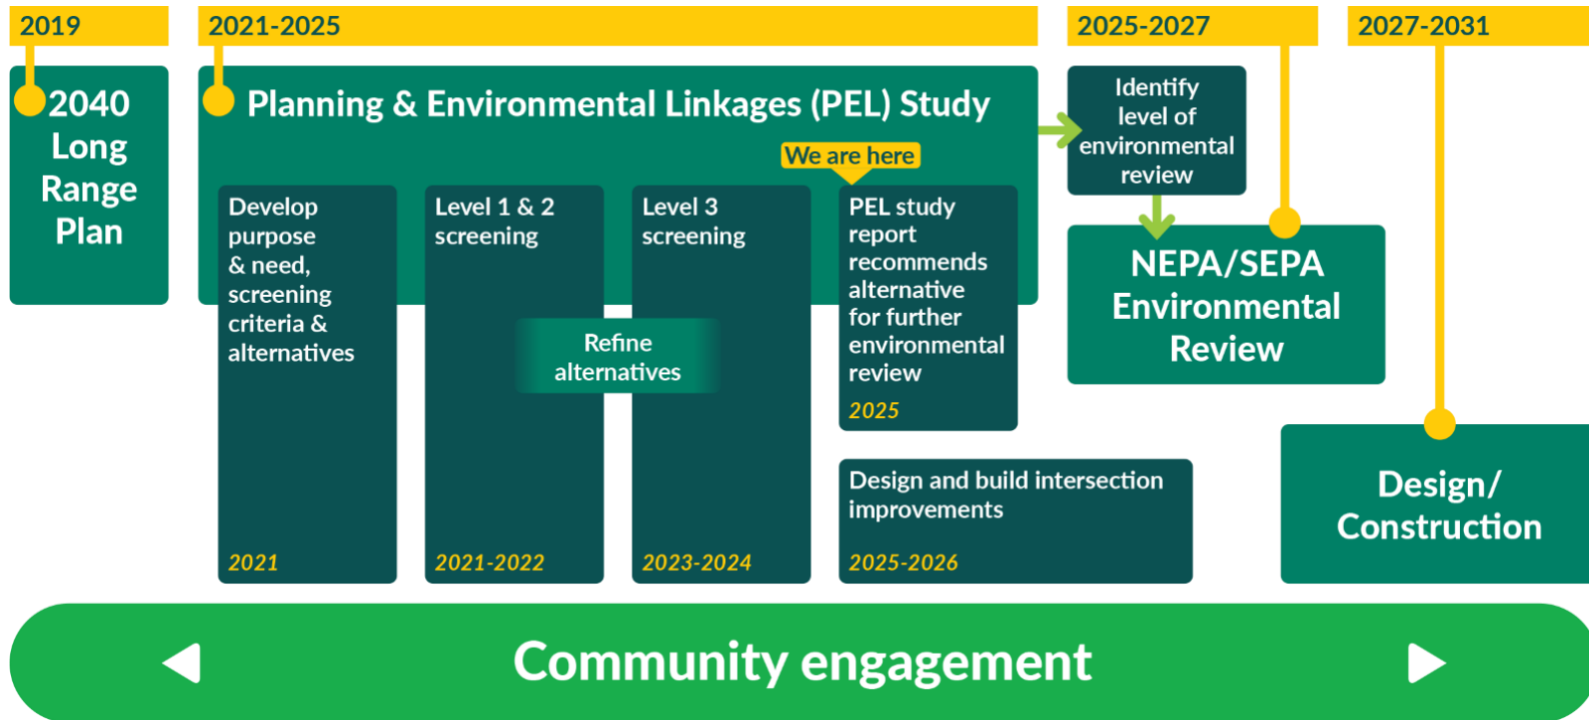 2019
2021-2025
2025-2027
2027-2031
2040
Long
Range
Plan
Planning & Environmental Linkages (PEL) Study
We are here
Develop
purpose
& need,
screening
criteria &
alternatives
2021
Level 1 & 2
screening
2021-2022
Refine
alternatives
Level 3
screening
2023-2024
PEL study
report
recommends
alternative
for further
environmental
review
2025
Design and build intersection
improvements
2025-2026
Identify
level of
environmental
review
NEPA/SEPA
Environmental
Review
Design/
Construction
Community engagement